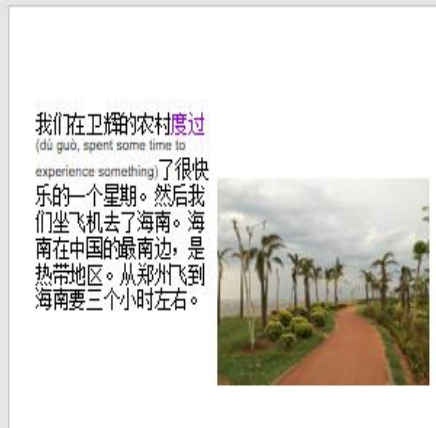 我们在卫辉的农村度过
(dù guò, spent some time to
experience something)了很快
乐的一个星期。然后我
们坐飞机去了海南。海
南在中国的最南边，是
热带地区。从郑州飞到
海南要三个小时左右。